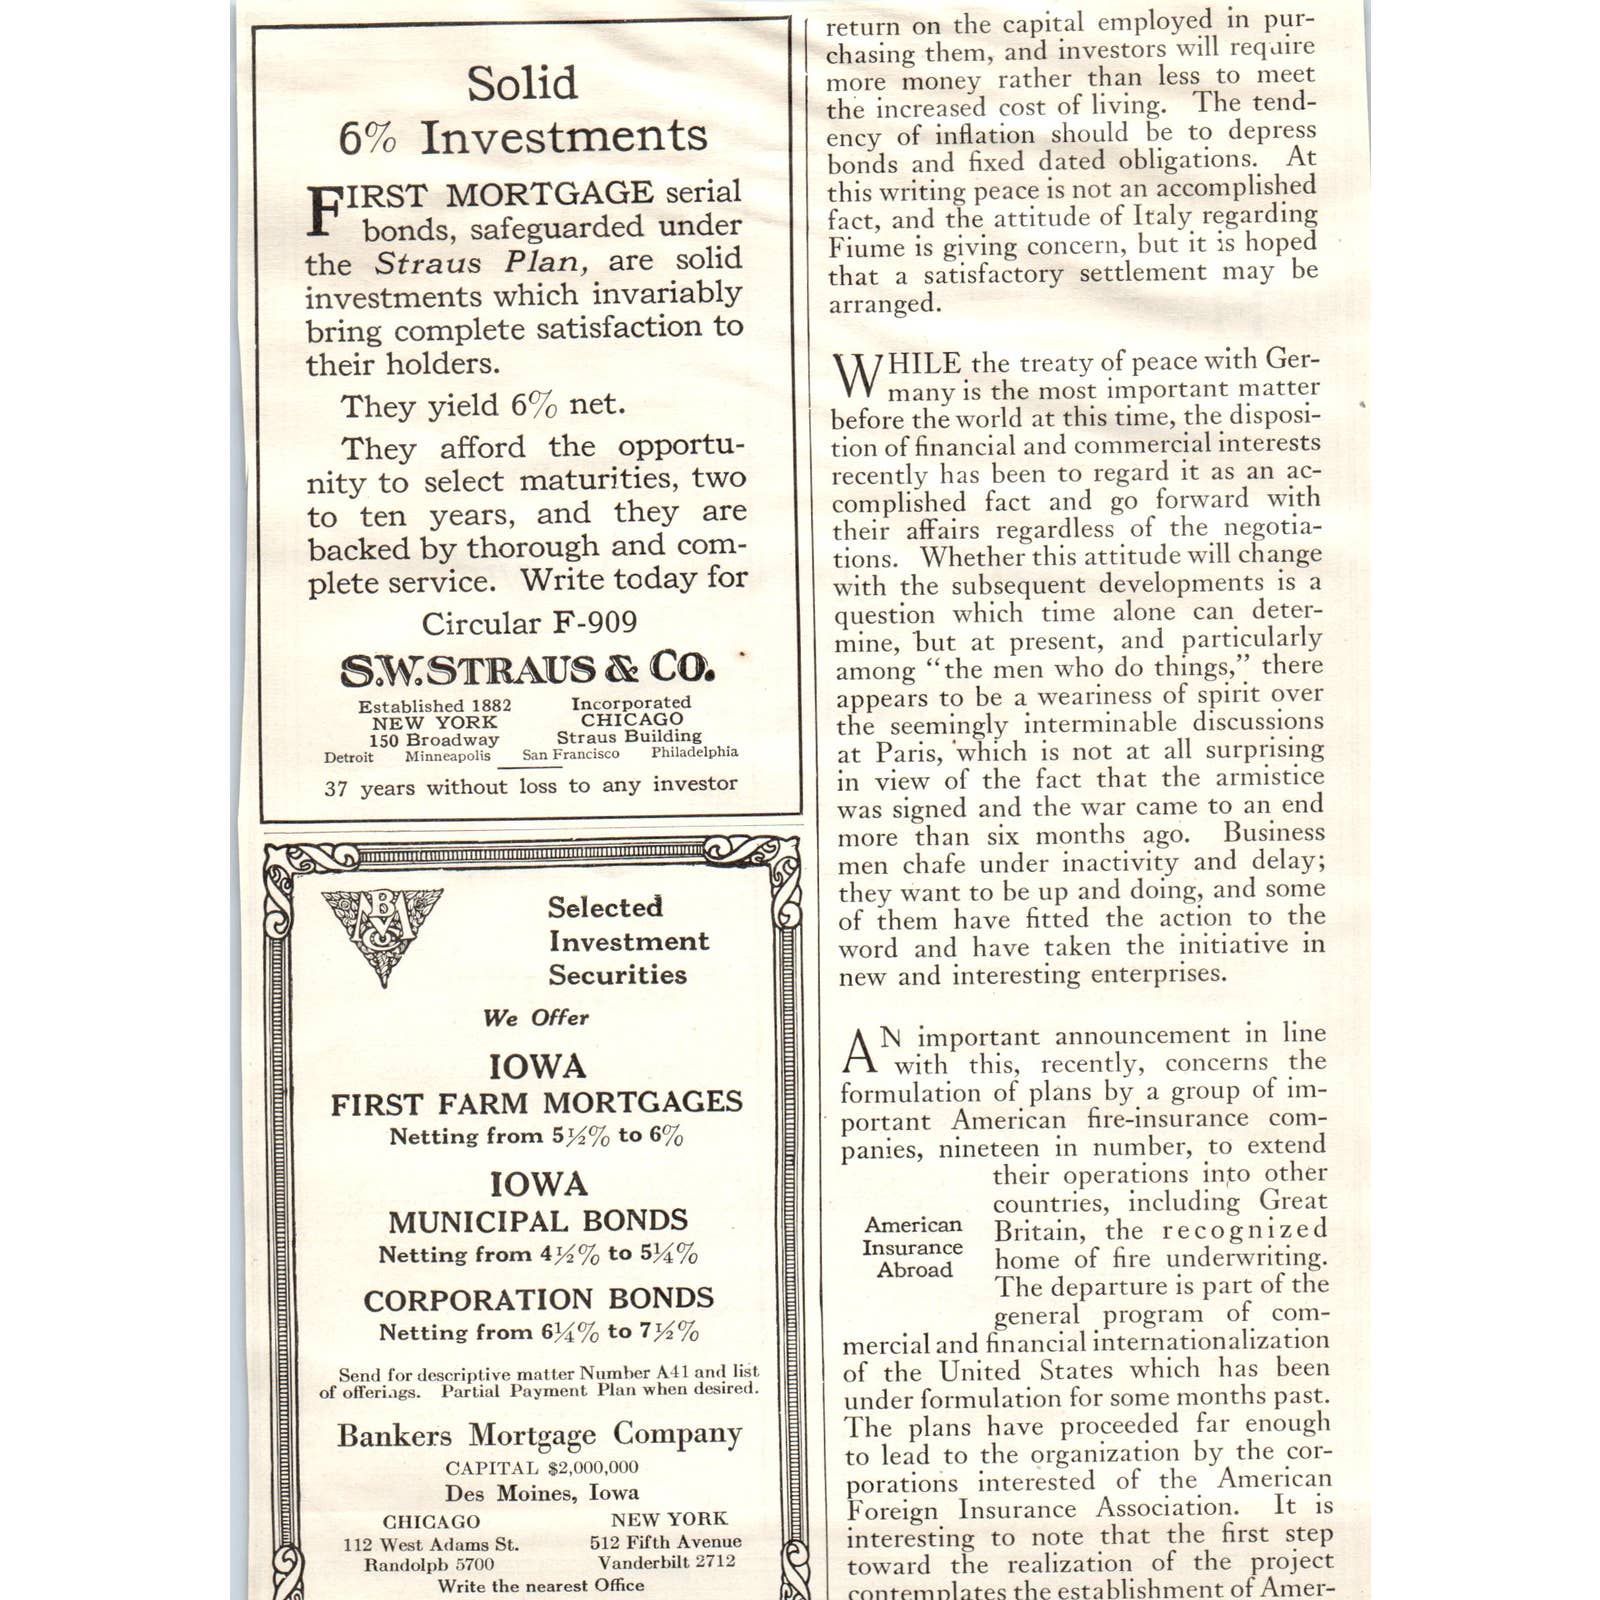 Solid
6% Investments
FIRST MORTGAGE serial
bonds, safeguarded under
the Straus Plan, are solid
investments which invariably
bring complete satisfaction to
their holders.
They yield 6% net.
They afford the opportu-
nity to select maturities, two
to ten years, and they are
backed by thorough and com-
plete service. Write today for
Circular F-909
S.W. STRAUS & CO.
Established 1882 Incorporated
NEW YORK CHICAGO
150 Broadway Straus Building
Detroit Minneapolis San Francisco Philadelphia
37 years without loss to any investor
Selected
Investment
Securities
We Offer
IOWA
FIRST FARM MORTGAGES
Netting from 5½% to 6%
IOWA
MUNICIPAL BONDS
Netting from 4½% to 5¼%
CORPORATION BONDS
Netting from 6¼% to 7½%
Send for descriptive matter Number A41 and list
of offerings. Partial Payment Plan when desired.
Bankers Mortgage Company
CAPITAL $2,000,000
Des Moines, Iowa
CHICAGO NEW YORK
112 West Adams St. 512 Fifth Avenue
Randolph 5700 Vanderbilt 2712
Write the nearest Office
return on the capital employed in pur-
chasing them, and investors will require
more money rather than less to meet
the increased cost of living. The tend-
ency of inflation should be to depress
bonds and fixed dated obligations. At
this writing peace is not an accomplished
fact, and the attitude of Italy regarding
Fiume is giving concern, but it is hoped
that a satisfactory settlement may be
arranged.
WHILE the treaty of peace with Ger-
many is the most important matter
before the world at this time, the disposi-
tion of financial and commercial interests
recently has been to regard it as an ac-
complished fact and go forward with
their affairs regardless of the negotia-
tions. Whether this attitude will change
with the subsequent developments is a
question which time alone can deter-
mine, but at present, and particularly
among “the men who do things,” there
appears to be a weariness of spirit over
the seemingly interminable discussions
at Paris, which is not at all surprising
in view of the fact that the armistice
was signed and the war came to an end
more than six months ago. Business
men chafe under inactivity and delay;
they want to be up and doing, and some
of them have fitted the action to the
word and have taken the initiative in
new and interesting enterprises.
AN important announcement in line
with this, recently, concerns the
formulation of plans by a group of im-
portant American fire-insurance com-
panies, nineteen in number, to extend
their operations into other
countries, including Great
American
Insurance
Abroad
Britain, the recognized
home of fire underwriting.
The departure is part of the
general program of com-
mercial and financial internationalization
of the United States which has been
under formulation for some months past.
The plans have proceeded far enough
to lead to the organization by the cor-
porations interested of the American
Foreign Insurance Association. It is
interesting to note that the first step
toward the realization of the project
contemplates the establishment of Amer-